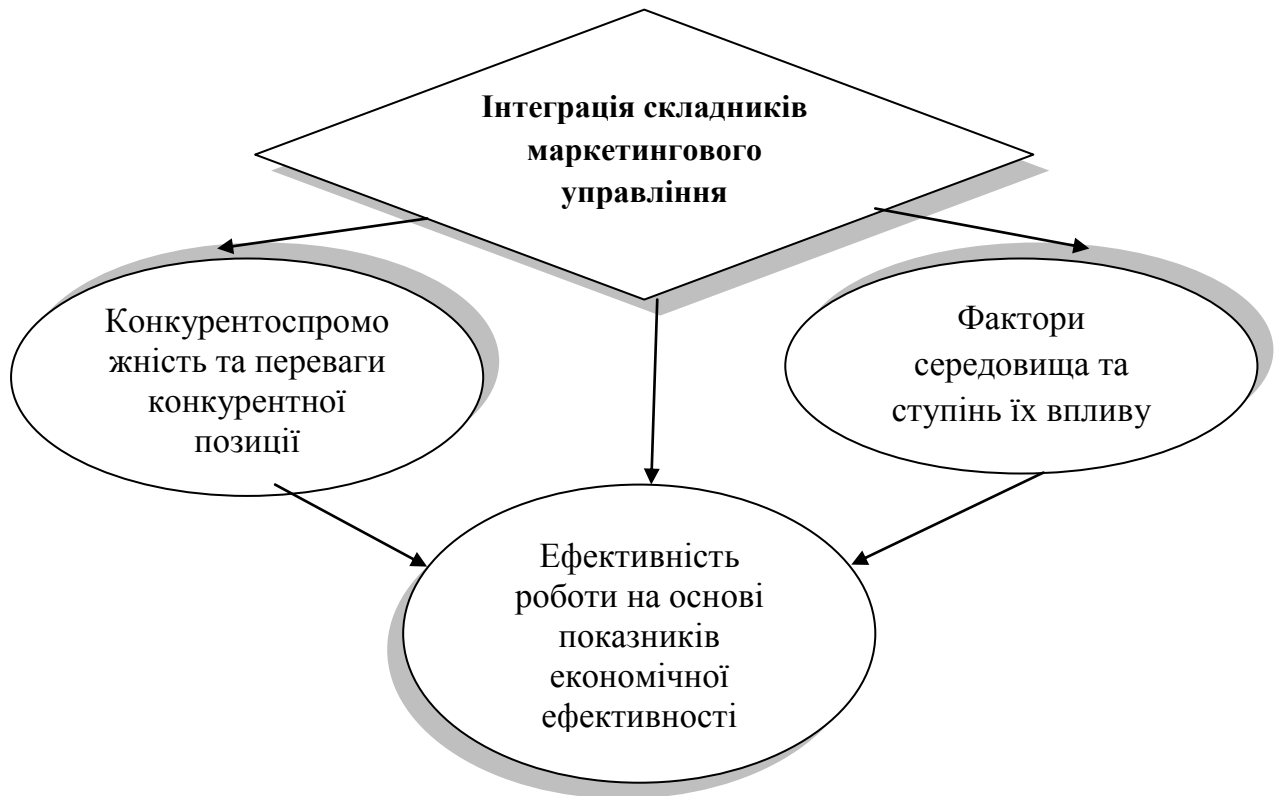 Інтеграція складників
маркетингового
управління
Конкурентоспромо
жність та переваги
конкурентної
позиції
Фактори
середовища та
ступінь їх впливу
Ефективність
роботи на основі
показників
економічної
ефективності